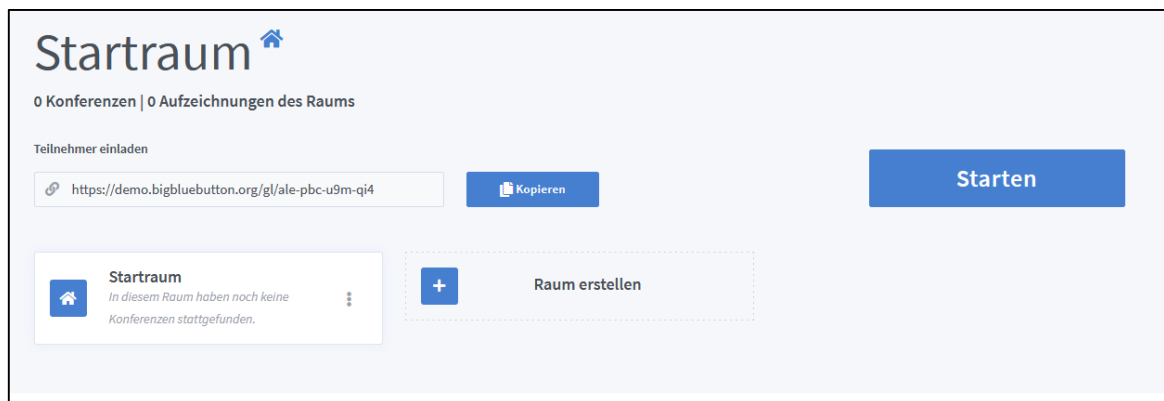 Startraum
0 Konferenzen | 0 Aufzeichnungen des Raums
Teilnehmer einladen
https://demo.bigbluebutton.org/gl/ale-pbc-u9m-qi4
Kopieren
Starten
Startraum
In diesem Raum haben noch keine
Konferenzen stattgefunden.
Raum erstellen